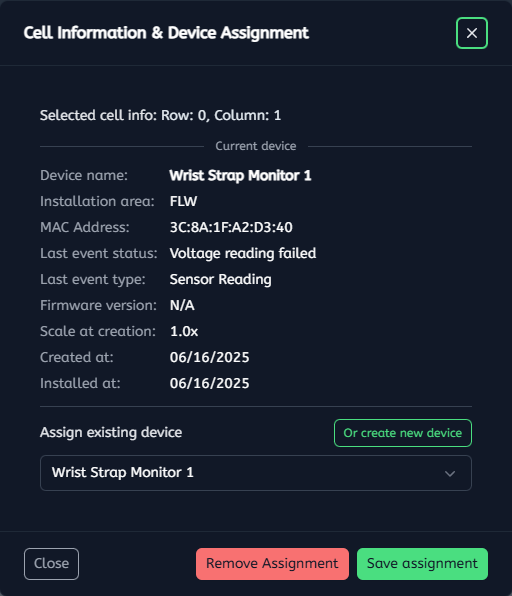 Cell Information & Device Assignment
Selected cell info: Row: 0, Column: 1
Current device
Device name: Wrist Strap Monitor 1
Installation area: FLW
MAC Address: 3C:8A:1F:A2:D3:40
Last event status: Voltage reading failed
Last event type: Sensor Reading
Firmware version: N/A
Scale at creation: 1.0x
Created at: 06/16/2025
Installed at: 06/16/2025
Assign existing device Or create new device
Wrist Strap Monitor 1
Close Remove Assignment Save assignment